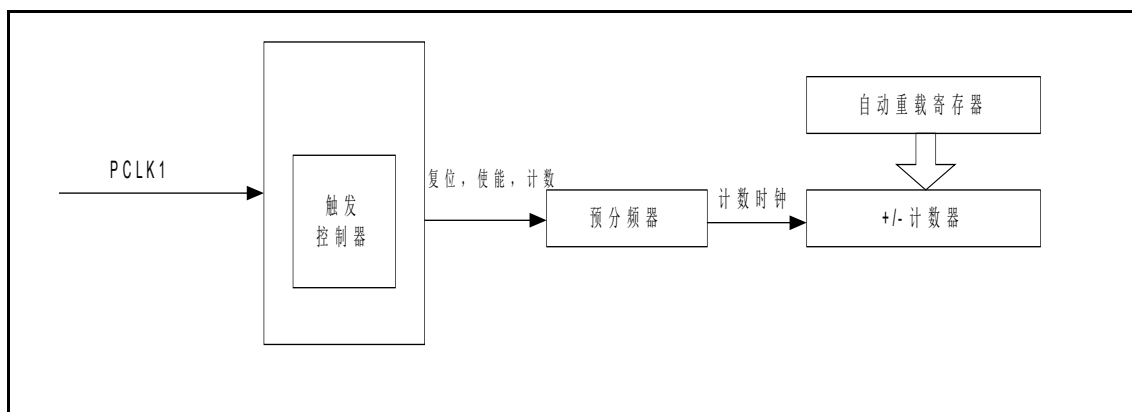 自动重载寄存器
PCLK1
复位，使能，计数
触发
控制器
预分频器
计数时钟
+/- 计数器